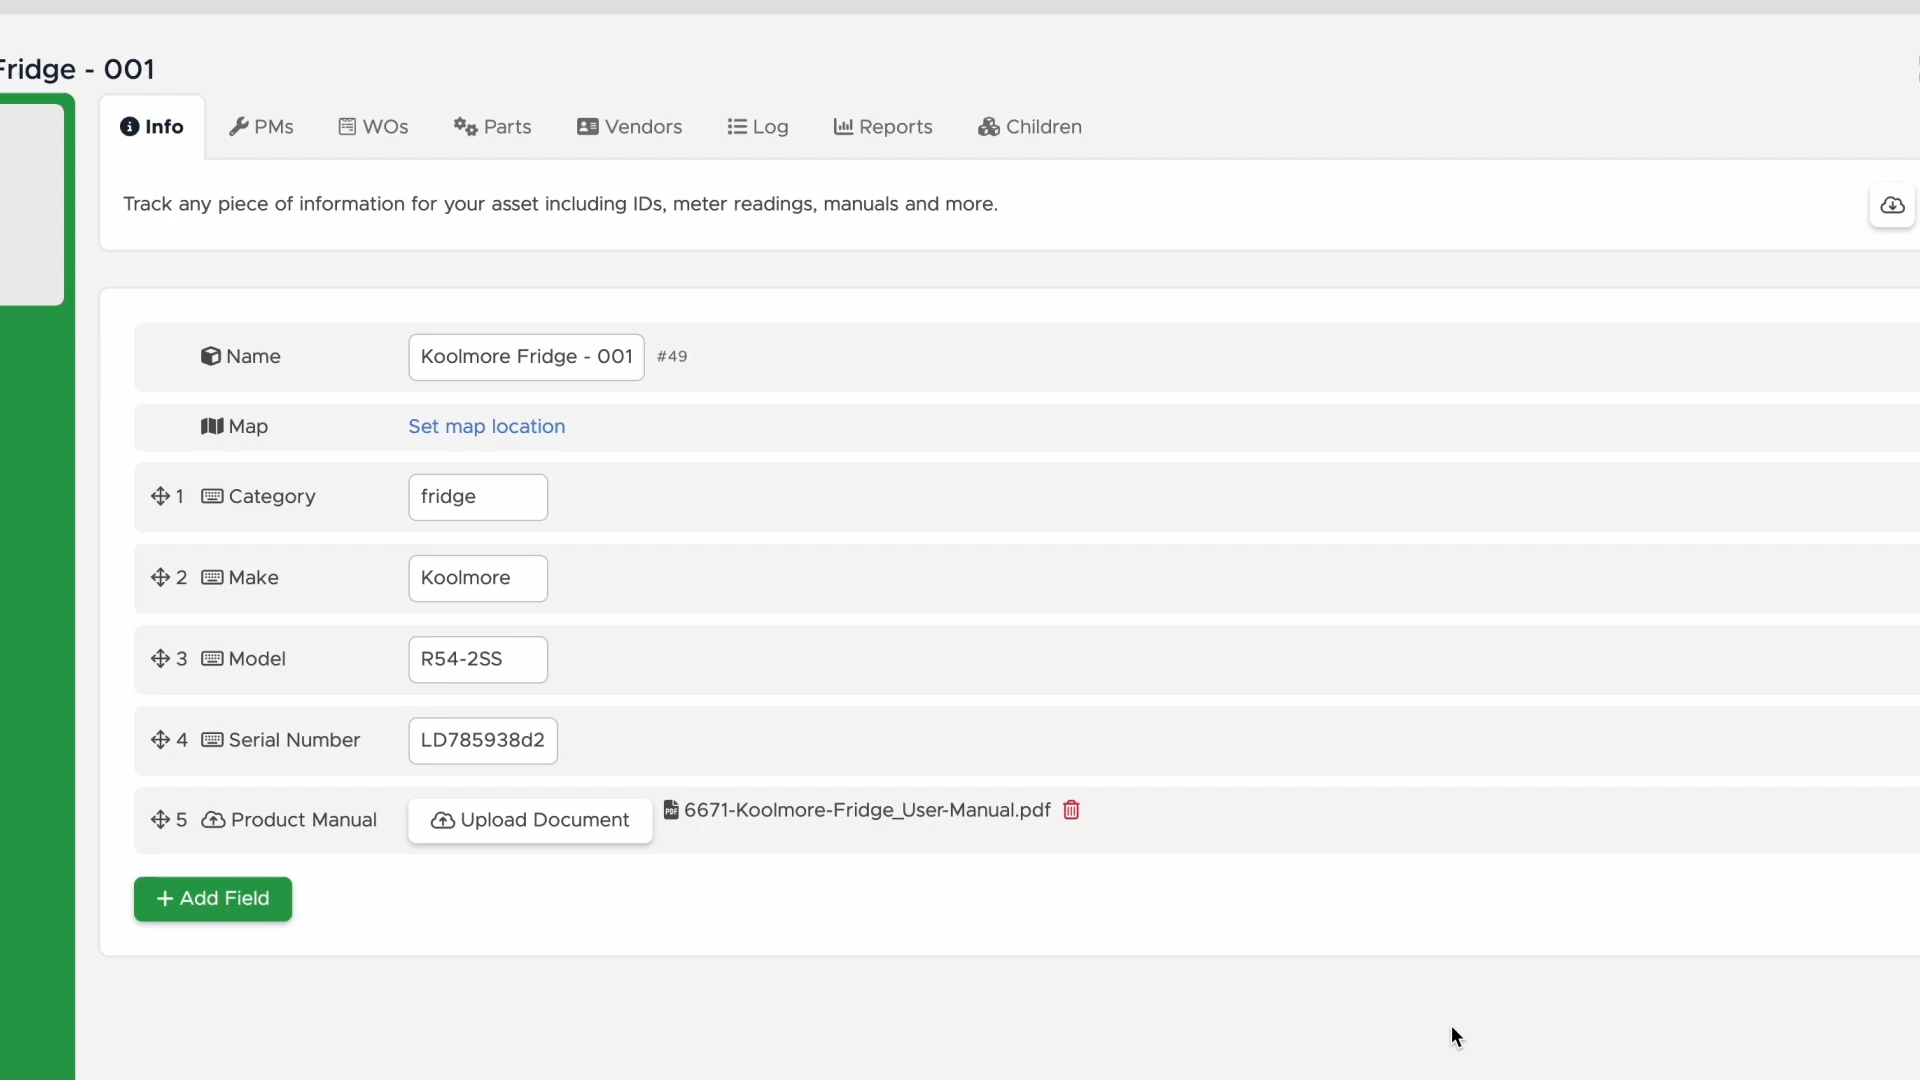 Fridge - 001
Info PMs WOs Parts Vendors Log Reports Children
Track any piece of information for your asset including IDs, meter readings, manuals and more.
Name Koolmore Fridge - 001 #49
Map Set map location
1 Category fridge
2 Make Koolmore
3 Model R54-2SS
4 Serial Number LD785938d2
5 Product Manual Upload Document PDF 6671-Koolmore-Fridge_User-Manual.pdf
+ Add Field